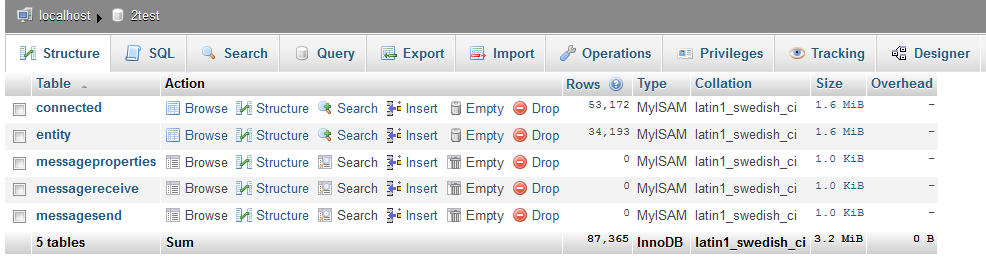 localhost ▸ 2test
Structure SQL Search Query Export Import Operations Privileges Tracking Designer
Table Action Rows Type Collation Size Overhead
connected Browse Structure Search Insert Empty Drop 53,172 MyISAM latin1_swedish_ci 1.6 MiB –
entity Browse Structure Search Insert Empty Drop 34,193 MyISAM latin1_swedish_ci 1.6 MiB –
messageproperties Browse Structure Search Insert Empty Drop 0 MyISAM latin1_swedish_ci 1.0 KiB –
messagereceive Browse Structure Search Insert Empty Drop 0 MyISAM latin1_swedish_ci 1.0 KiB –
messagesend Browse Structure Search Insert Empty Drop 0 MyISAM latin1_swedish_ci 1.0 KiB –
5 tables Sum 87,365 InnoDB latin1_swedish_ci 3.2 MiB 0 B